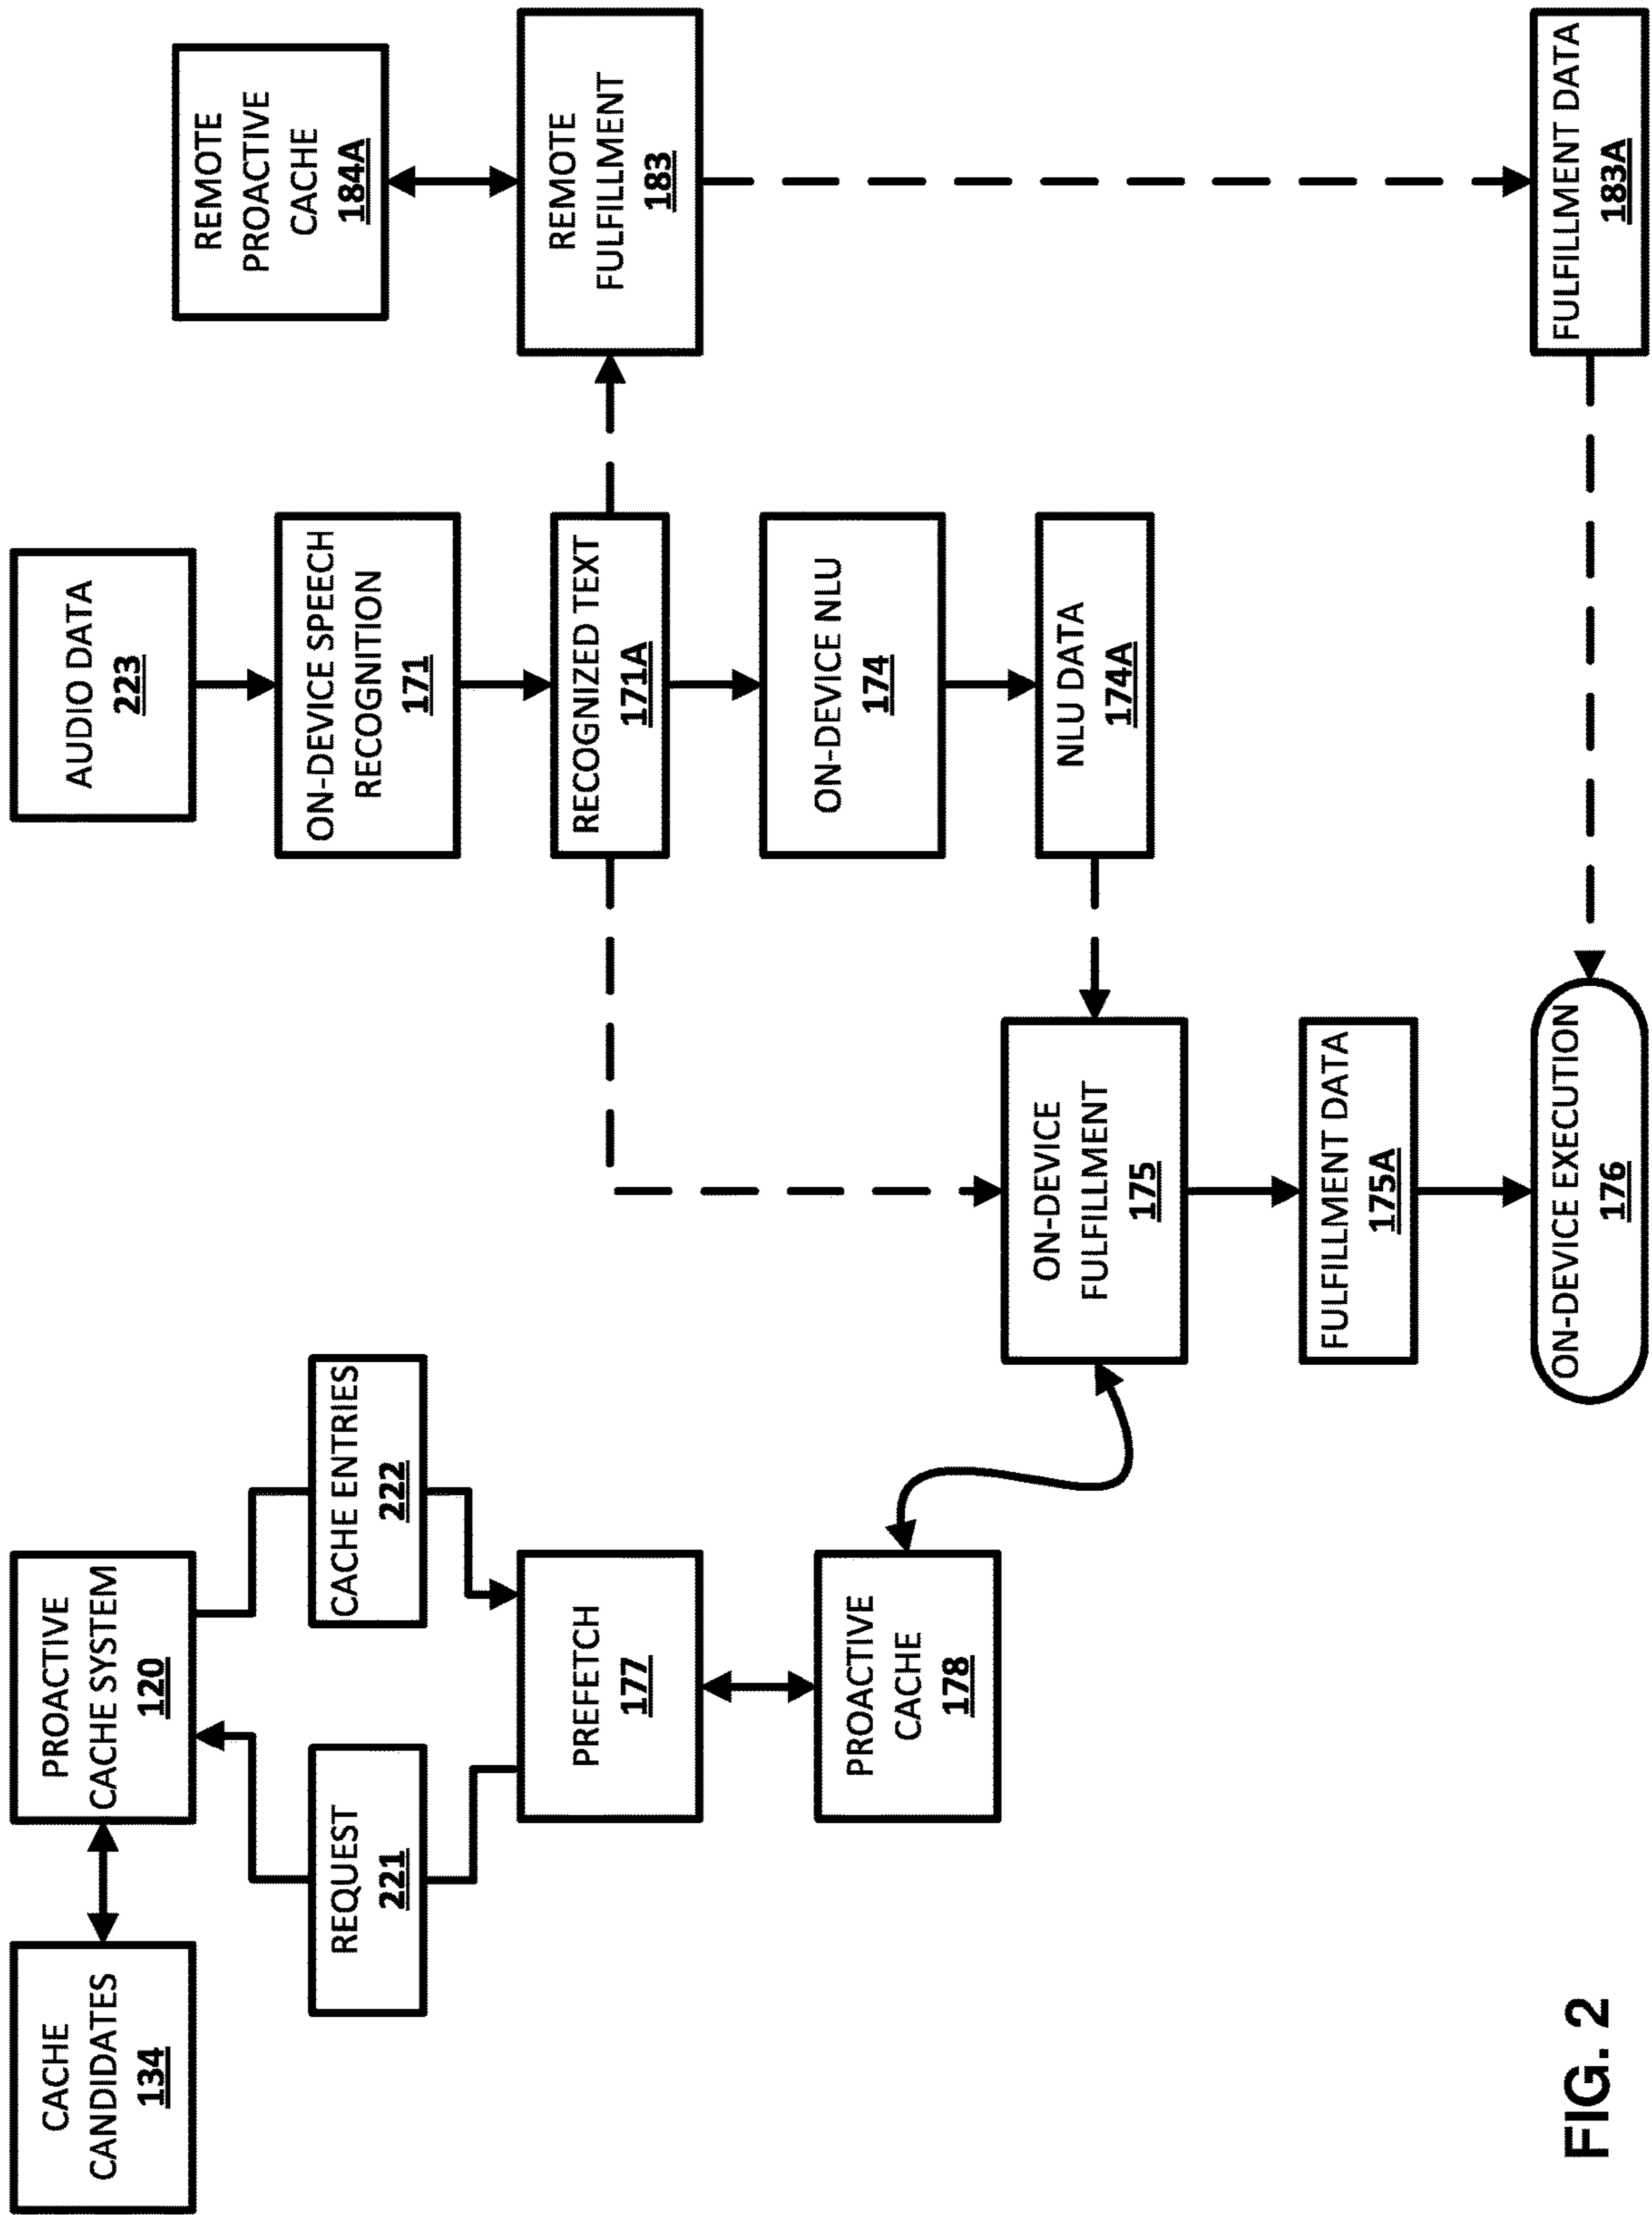 CACHE
CANDIDATES
134
PROACTIVE
CACHE SYSTEM
120
AUDIO DATA
223
REMOTE
PROACTIVE
CACHE
184A
REQUEST
221
CACHE ENTRIES
222
ON-DEVICE SPEECH
RECOGNITION
171
PREFETCH
177
RECOGNIZED TEXT
171A
REMOTE
FULFILLMENT
183
PROACTIVE
CACHE
178
ON-DEVICE NLU
174
ON-DEVICE
FULFILLMENT
175
NLU DATA
174A
FULFILLMENT DATA
175A
ON-DEVICE EXECUTION
176
FULFILLMENT DATA
183A
FIG. 2